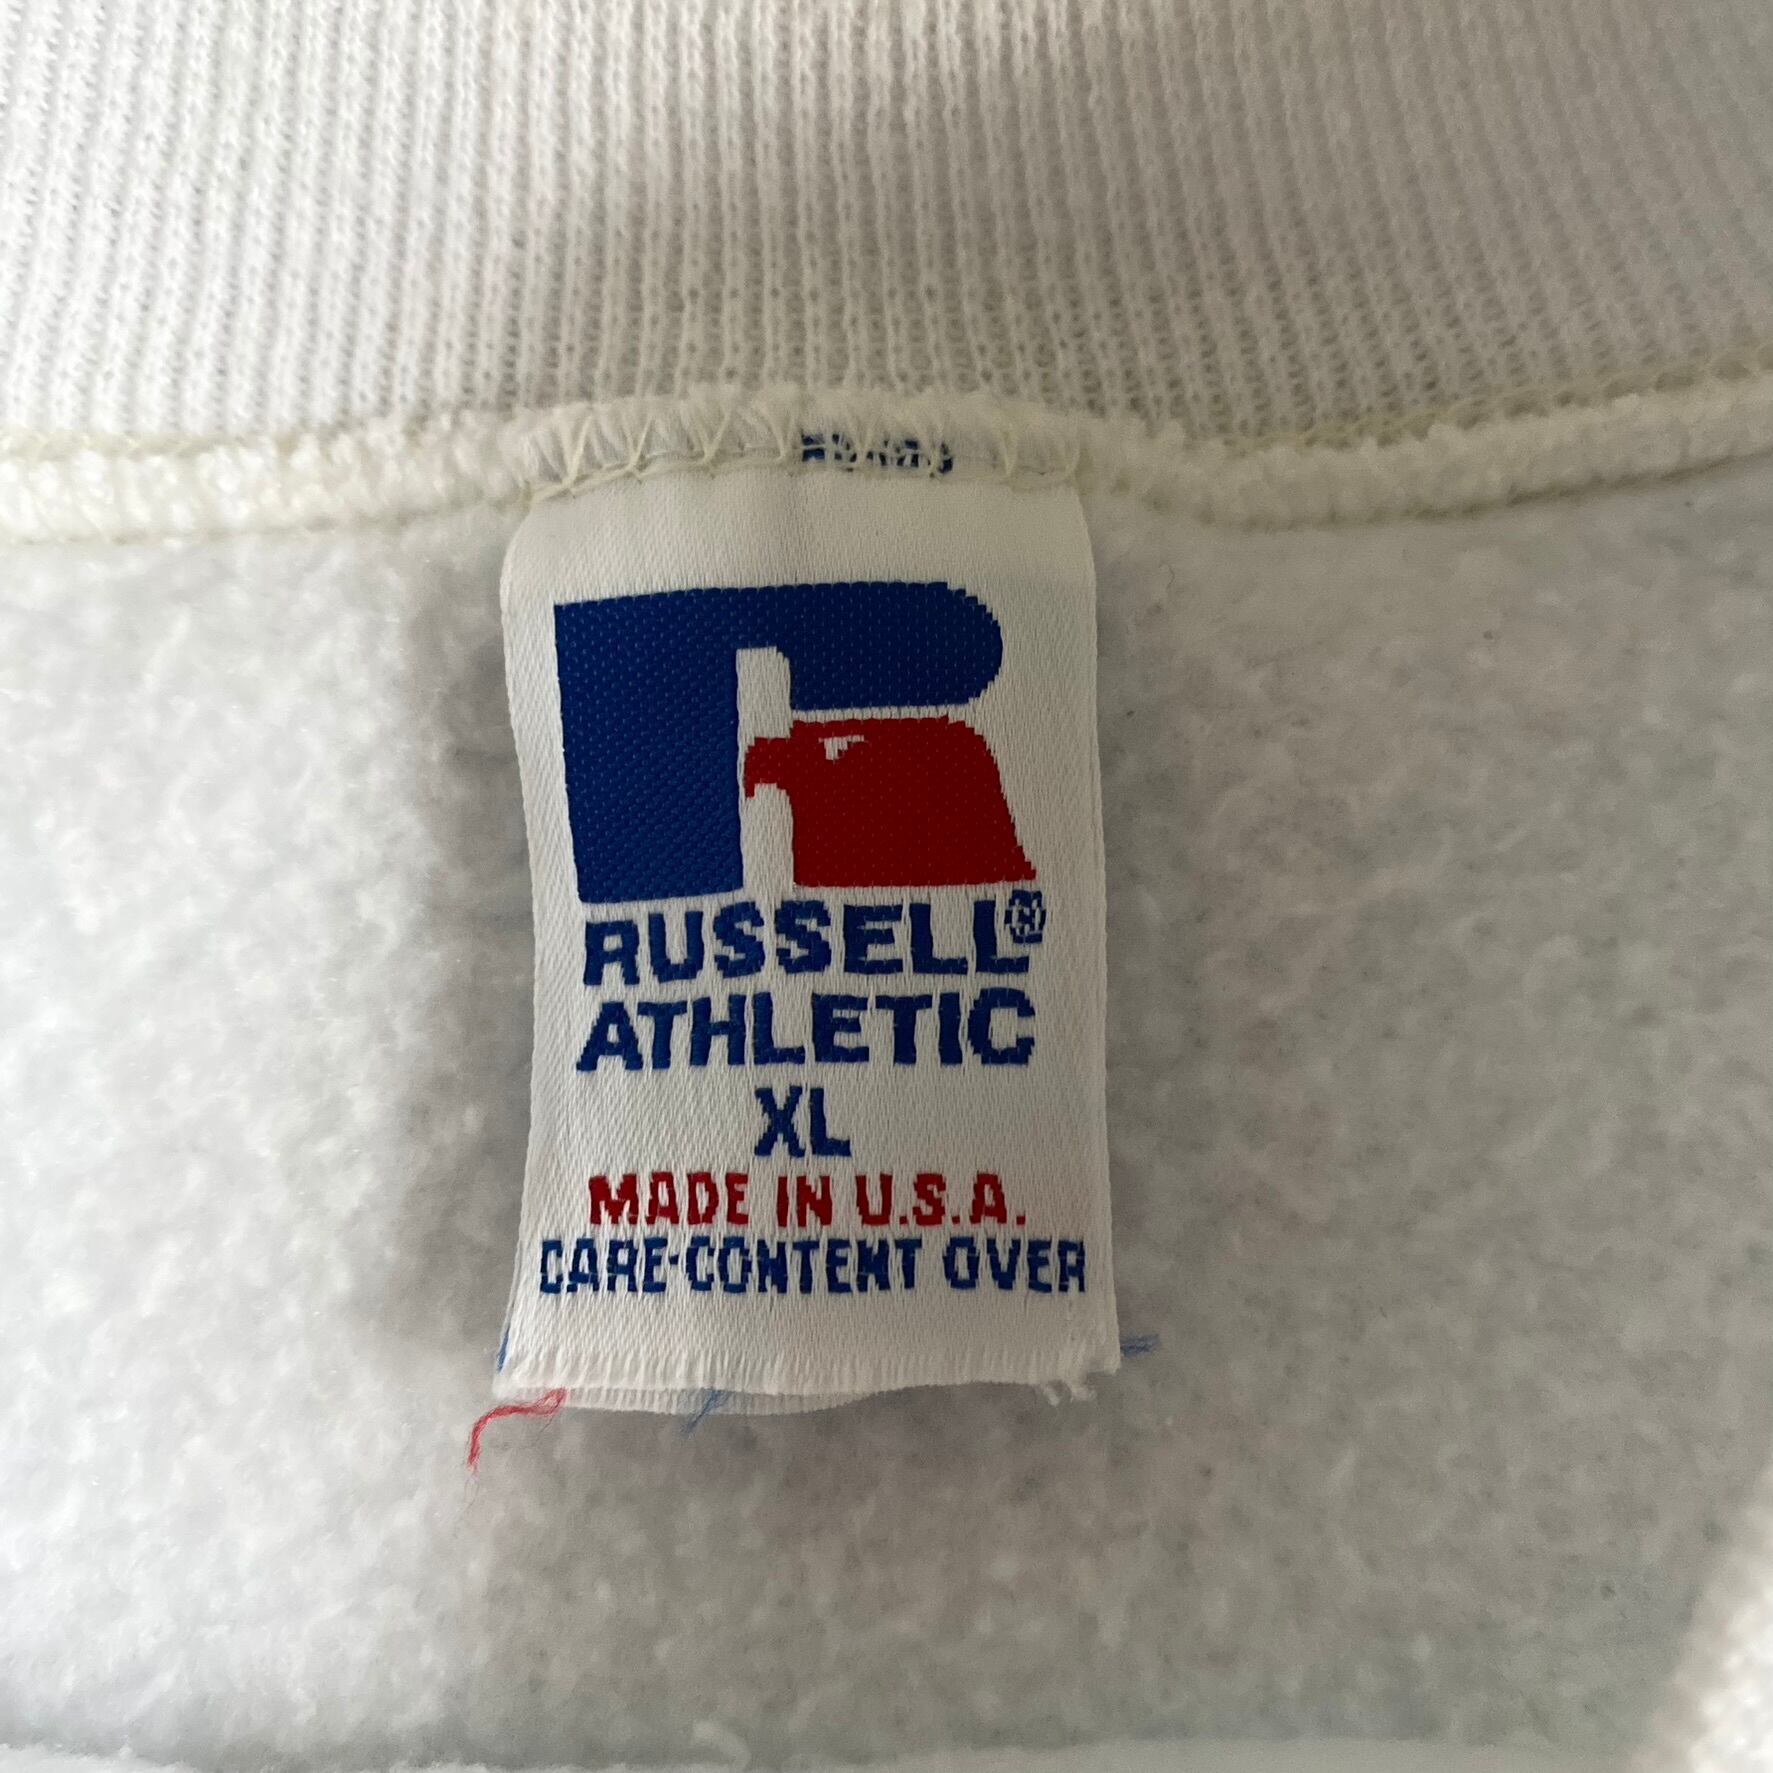 RUSSELL®
ATHLETIC
XL
MADE IN U.S.A.
CARE-CONTENT OVER